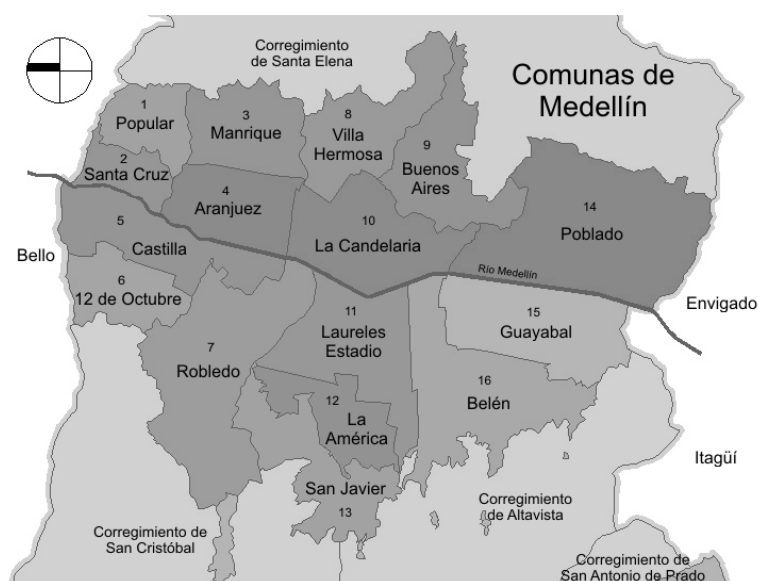 Corregimiento
de Santa Elena
Comunas de
Medellín
1
Popular
3
Manrique
8
Villa
Hermosa
9
Buenos
Aires
2
Santa Cruz
4
Aranjuez
14
Poblado
5
Castilla
10
La Candelaria
Bello
6
12 de Octubre
Río Medellín
Envigado
11
Laureles
Estadio
15
Guayabal
7
Robledo
16
Belén
12
La
América
Itagüí
San Javier
13
Corregimiento
de Altavista
Corregimiento de
San Cristóbal
Corregimiento de
San Antonio de Prado